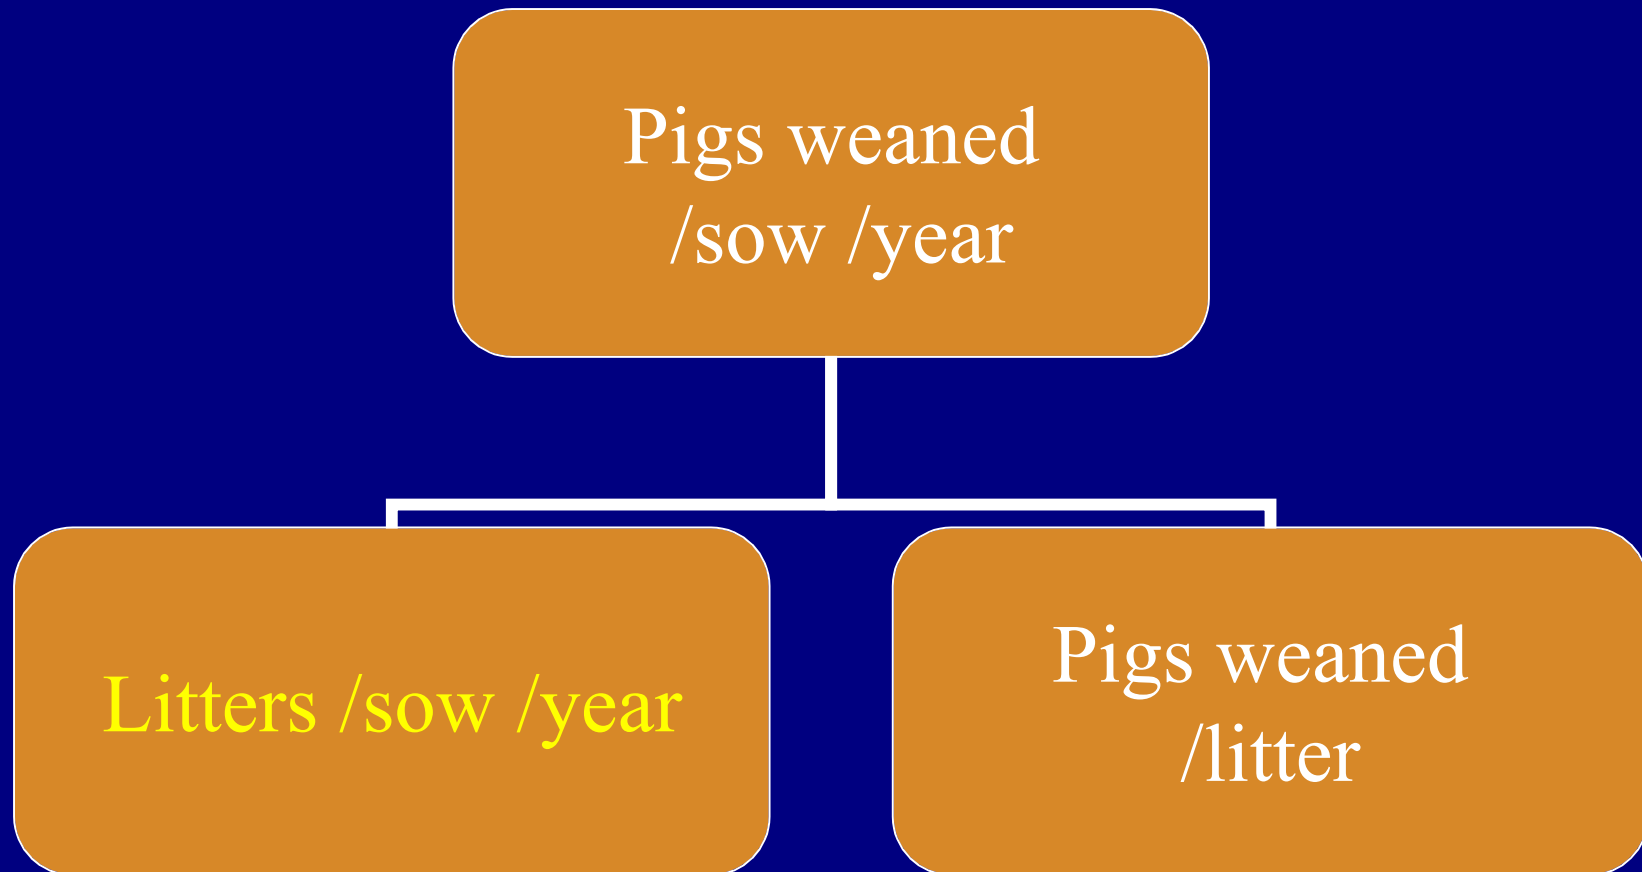 Pigs weaned
/sow /year
Litters /sow /year
Pigs weaned
/litter